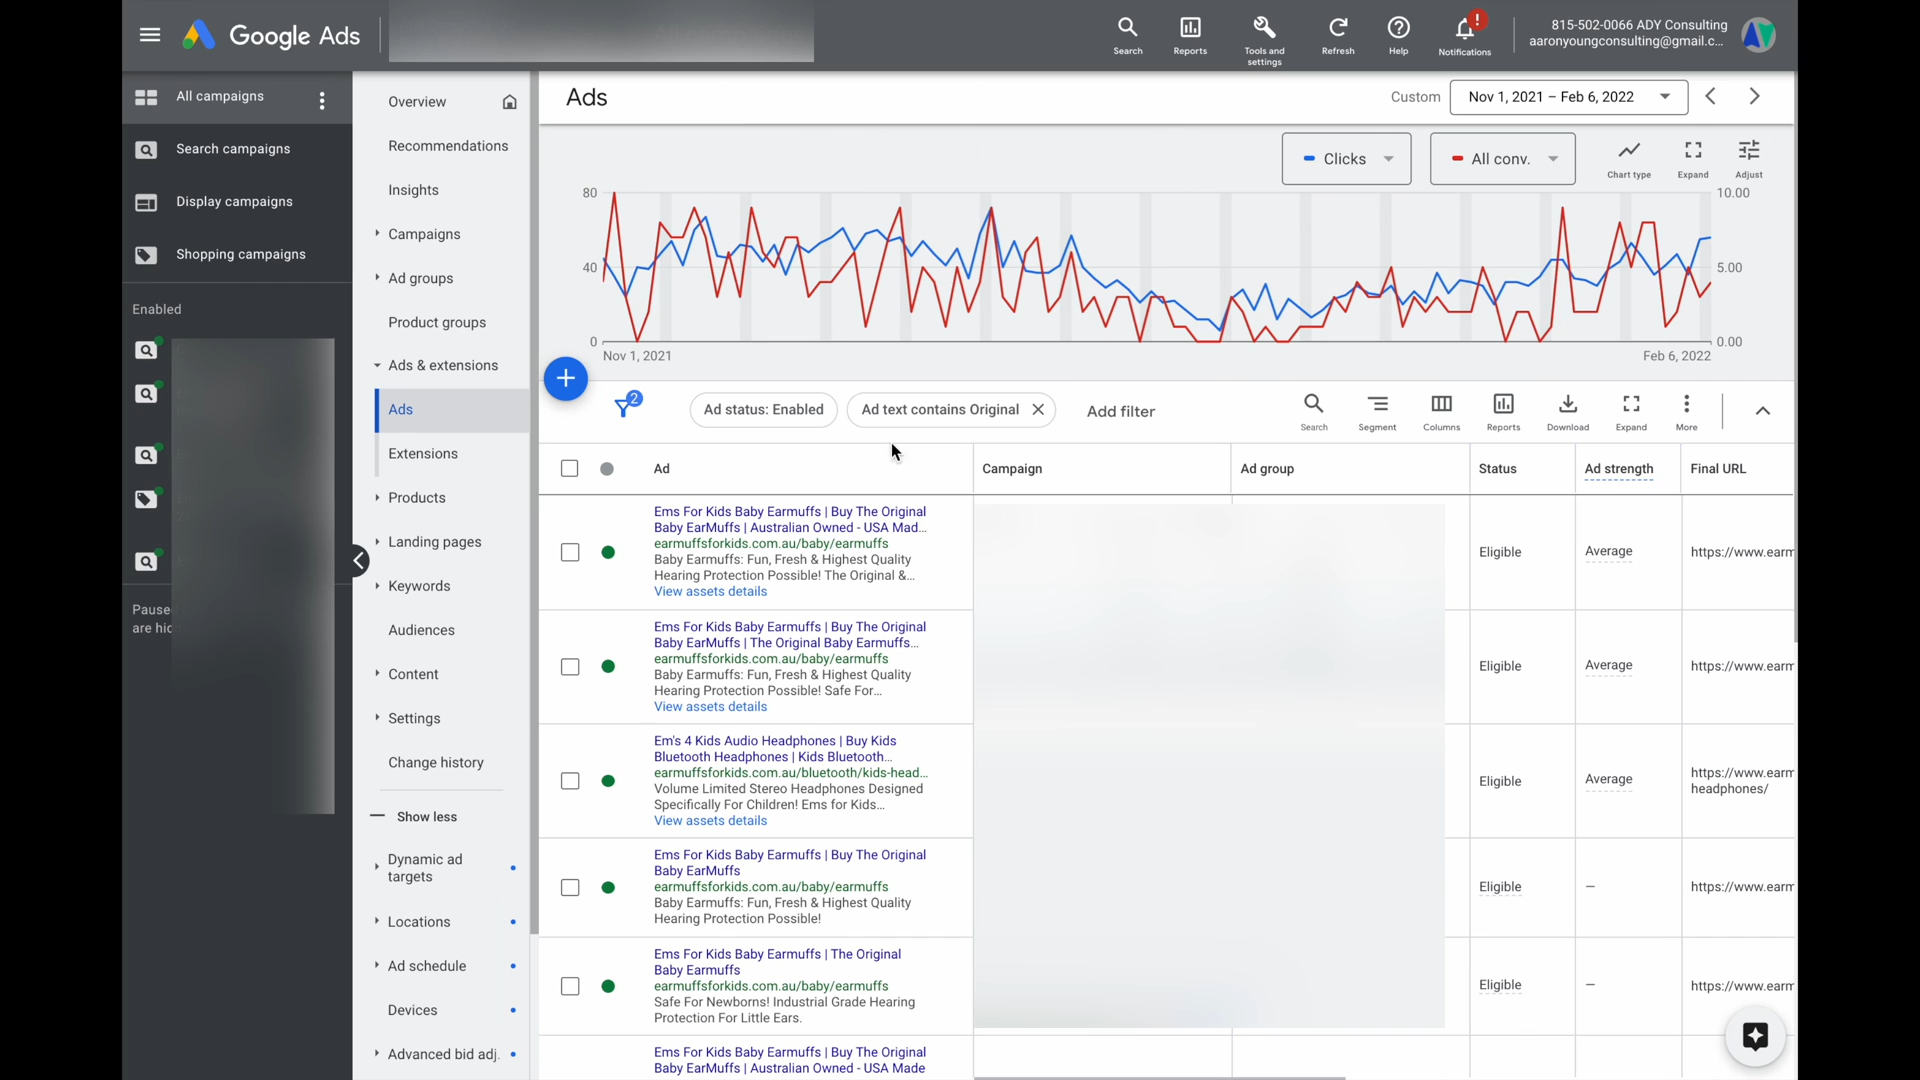 Google Ads
Search
Reports
Tools and
settings
Refresh
Help
!
Notifications
815-502-0066 ADY Consulting
aaronyoungconsulting@gmail.c...
All campaigns
Search campaigns
Display campaigns
Shopping campaigns
Enabled
Pause
are hid
Overview
Recommendations
Insights
Campaigns
Ad groups
Product groups
Ads & extensions
Ads
Extensions
Products
Landing pages
Keywords
Audiences
Content
Settings
Change history
Show less
Dynamic ad
targets
Locations
Ad schedule
Devices
Advanced bid adj.
Ads
Custom
Nov 1, 2021 – Feb 6, 2022
Clicks
All conv.
Chart type
Expand
Adjust
80
40
0
10.00
5.00
0.00
Nov 1, 2021
Feb 6, 2022
2
Ad status: Enabled
Ad text contains Original
Add filter
Search
Segment
Columns
Reports
Download
Expand
More
Ad
Campaign
Ad group
Status
Ad strength
Final URL
Ems For Kids Baby Earmuffs | Buy The Original
Baby EarMuffs | Australian Owned - USA Mad...
earmuffsforkids.com.au/baby/earmuffs
Baby Earmuffs: Fun, Fresh & Highest Quality
Hearing Protection Possible! The Original &...
View assets details
Eligible
Average
https://www.earm
Ems For Kids Baby Earmuffs | Buy The Original
Baby EarMuffs | The Original Baby Earmuffs...
earmuffsforkids.com.au/baby/earmuffs
Baby Earmuffs: Fun, Fresh & Highest Quality
Hearing Protection Possible! Safe For...
View assets details
Eligible
Average
https://www.earm
Em's 4 Kids Audio Headphones | Buy Kids
Bluetooth Headphones | Kids Bluetooth...
earmuffsforkids.com.au/bluetooth/kids-head...
Volume Limited Stereo Headphones Designed
Specifically For Children! Ems for Kids...
View assets details
Eligible
Average
https://www.earm
headphones/
Ems For Kids Baby Earmuffs | Buy The Original
Baby EarMuffs
earmuffsforkids.com.au/baby/earmuffs
Baby Earmuffs: Fun, Fresh & Highest Quality
Hearing Protection Possible!
Eligible
–
https://www.earm
Ems For Kids Baby Earmuffs | The Original
Baby Earmuffs
earmuffsforkids.com.au/baby/earmuffs
Safe For Newborns! Industrial Grade Hearing
Protection For Little Ears.
Eligible
–
https://www.earm
Ems For Kids Baby Earmuffs | Buy The Original
Baby EarMuffs | Australian Owned - USA Made